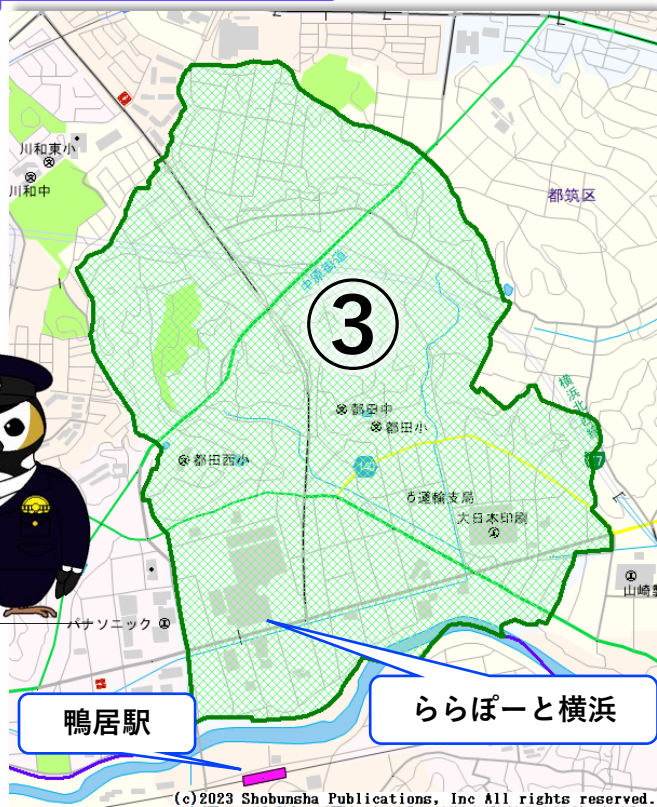 川和東小
川和中
都筑区
中原街道
③
横浜北
7
都田中
都田小
都田西小
140
運輸支局
大日本印刷
パナソニック
山崎
鴨居駅
ららぽーと横浜
(c)2023 Shobunsha Publications, Inc All rights reserved.